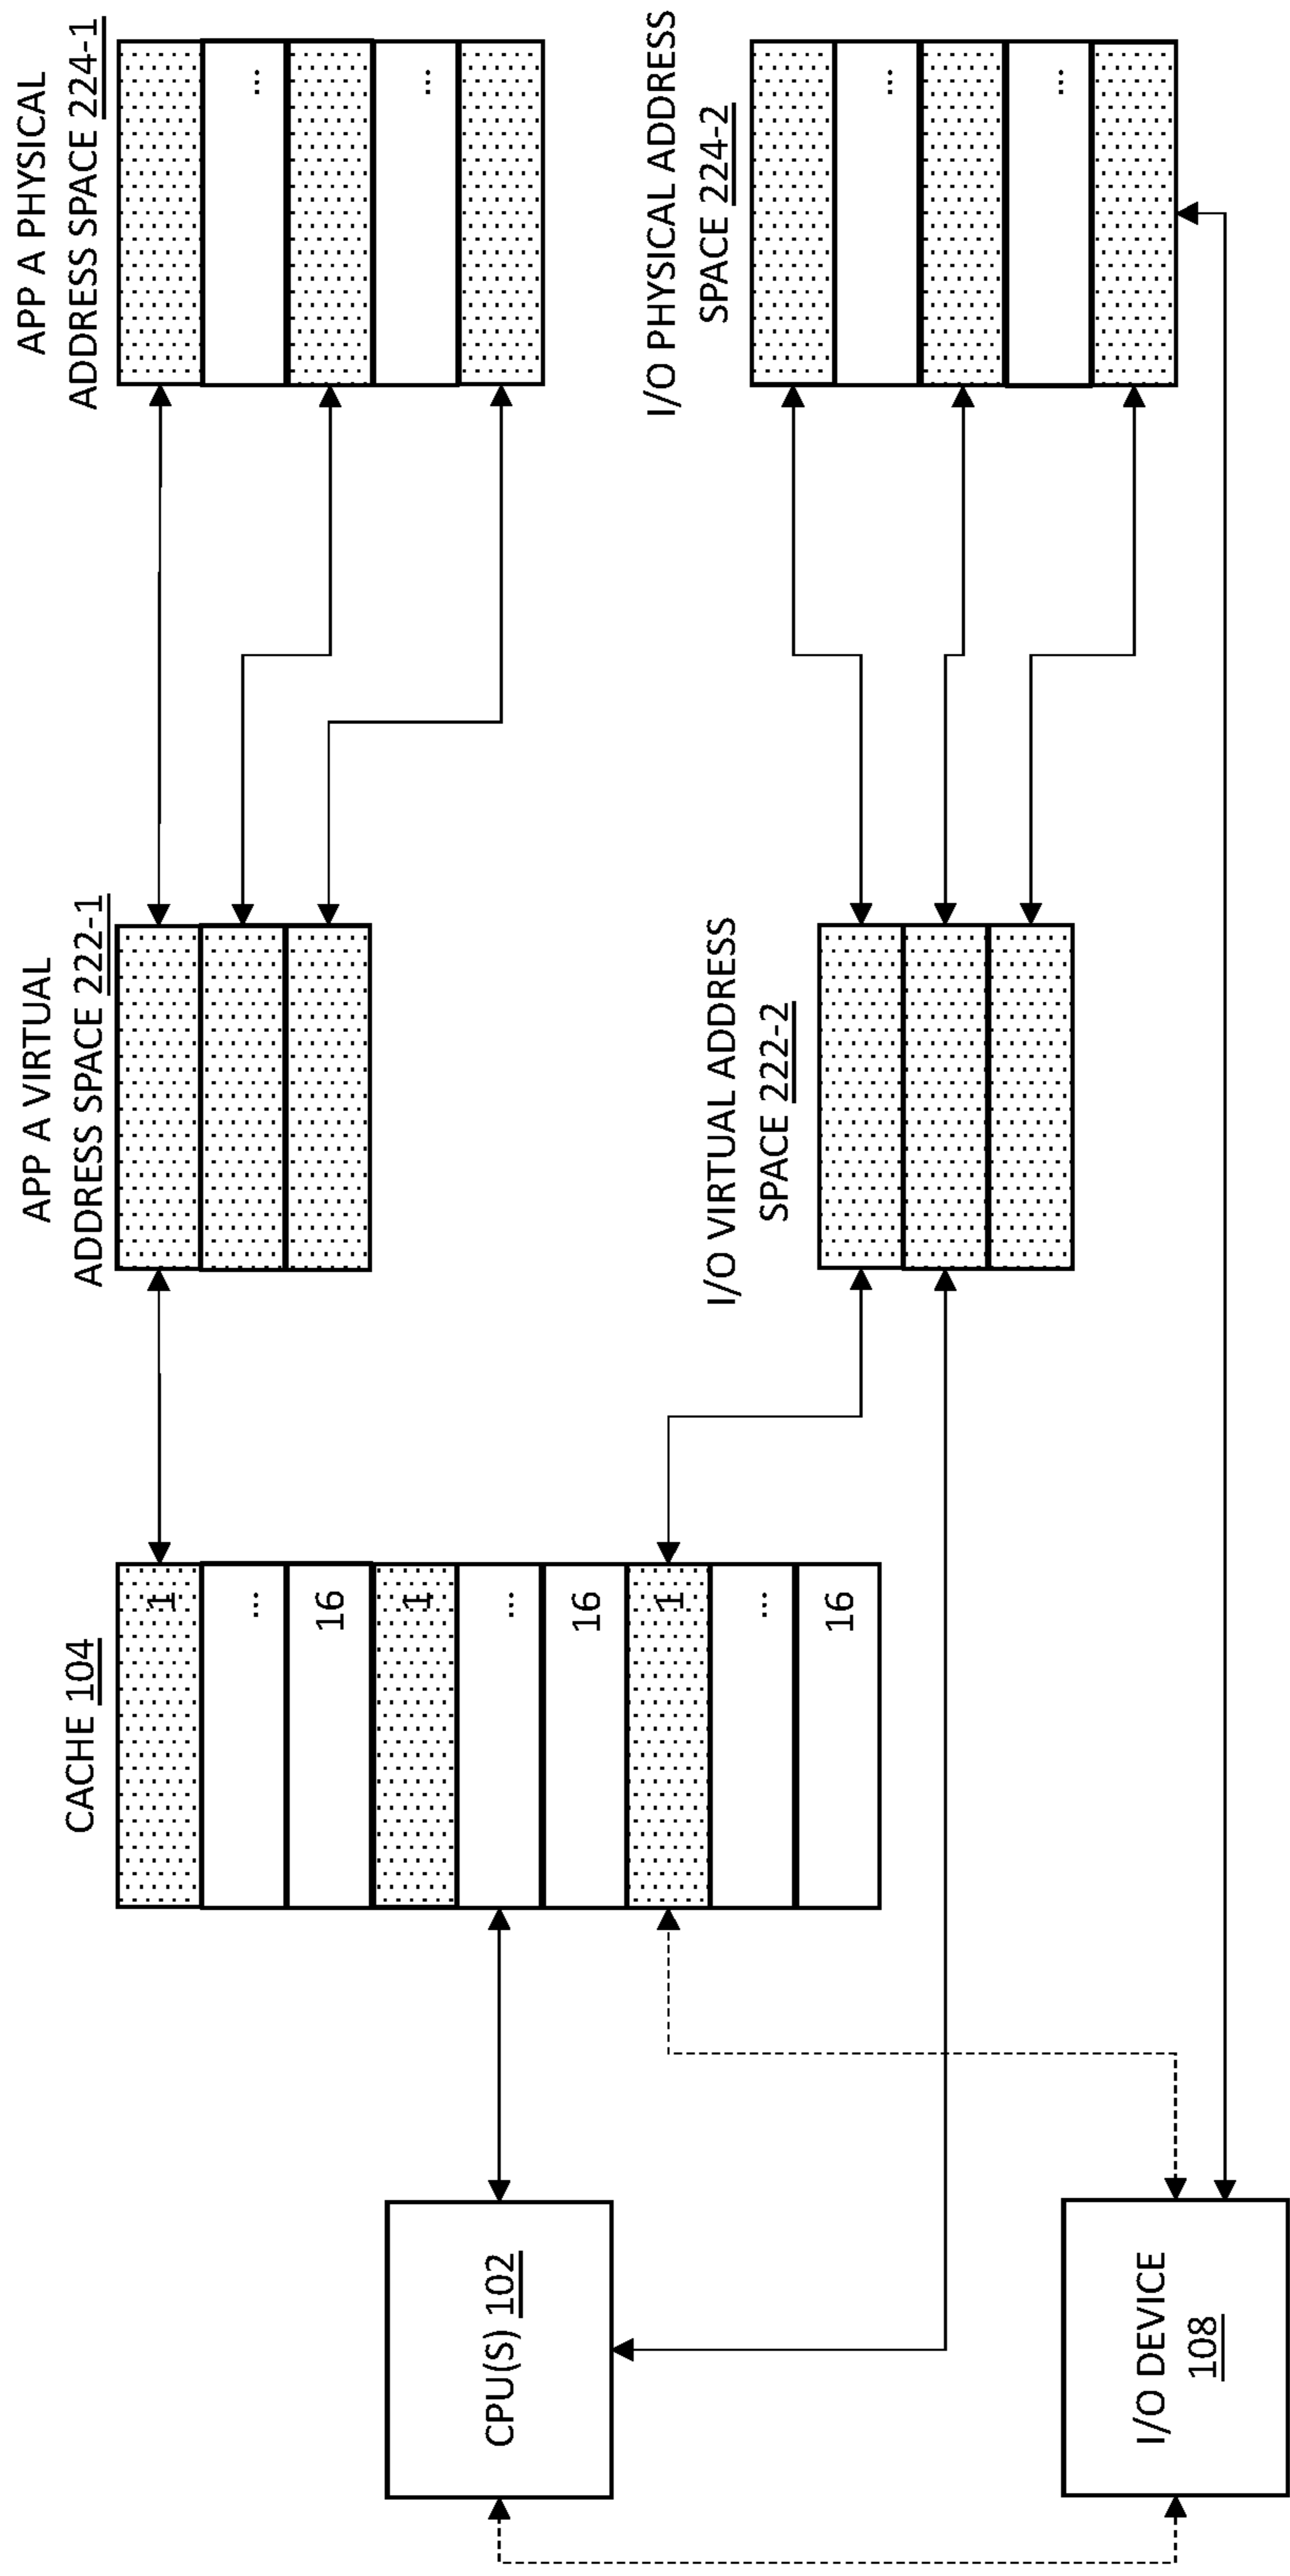 CACHE 104
1
...
16
1
...
16
1
...
16
APP A VIRTUAL
ADDRESS SPACE 222-1
APP A PHYSICAL
ADDRESS SPACE 224-1
...
...
CPU(S) 102
I/O DEVICE
108
I/O VIRTUAL ADDRESS
SPACE 222-2
I/O PHYSICAL ADDRESS
SPACE 224-2
...
...